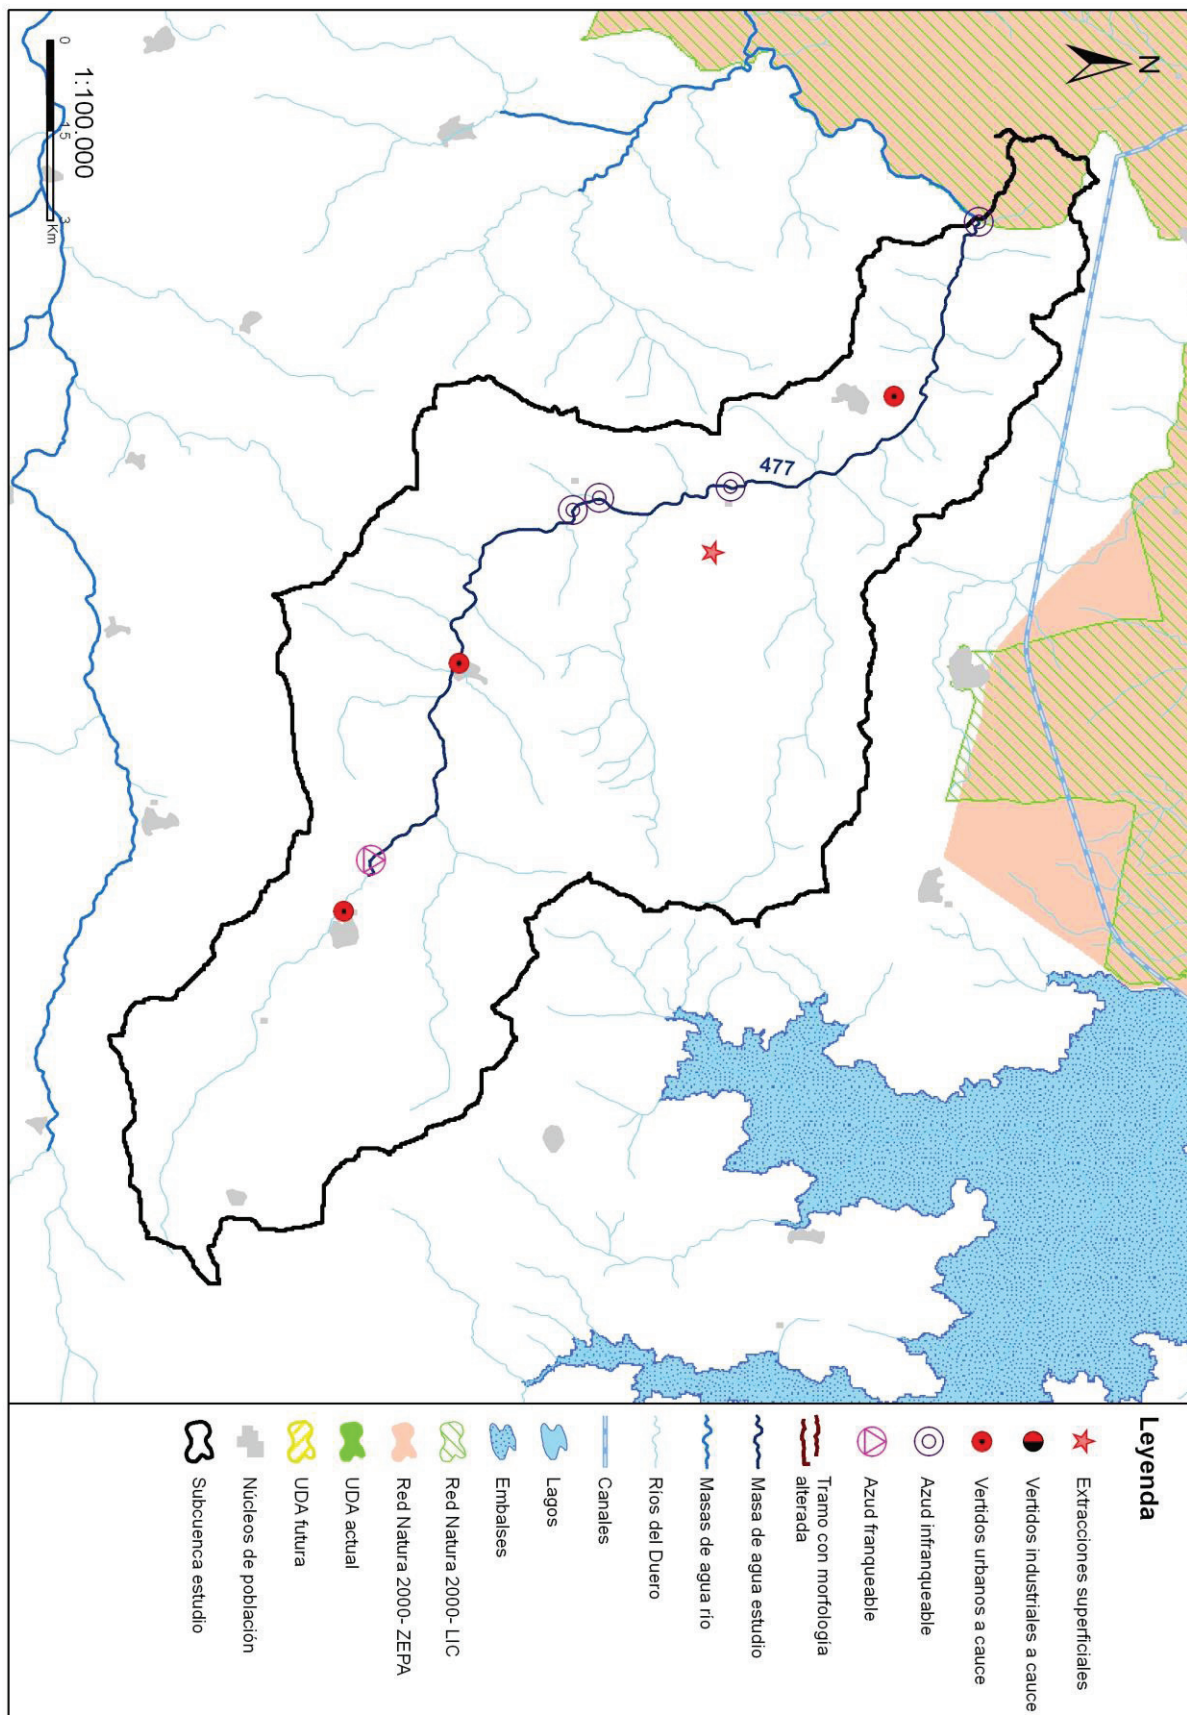 N
477
1:100.000
0
1,5
3
Km
Leyenda
Extracciones superficiales
Vertidos industriales a cauce
Vertidos urbanos a cauce
Azud infranqueable
Azud franqueable
Tramo con morfología
alterada
Masa de agua estudio
Masas de agua río
Ríos del Duero
Canales
Lagos
Embalses
Red Natura 2000- LIC
Red Natura 2000- ZEPA
UDA actual
UDA futura
Núcleos de población
Subcuenca estudio